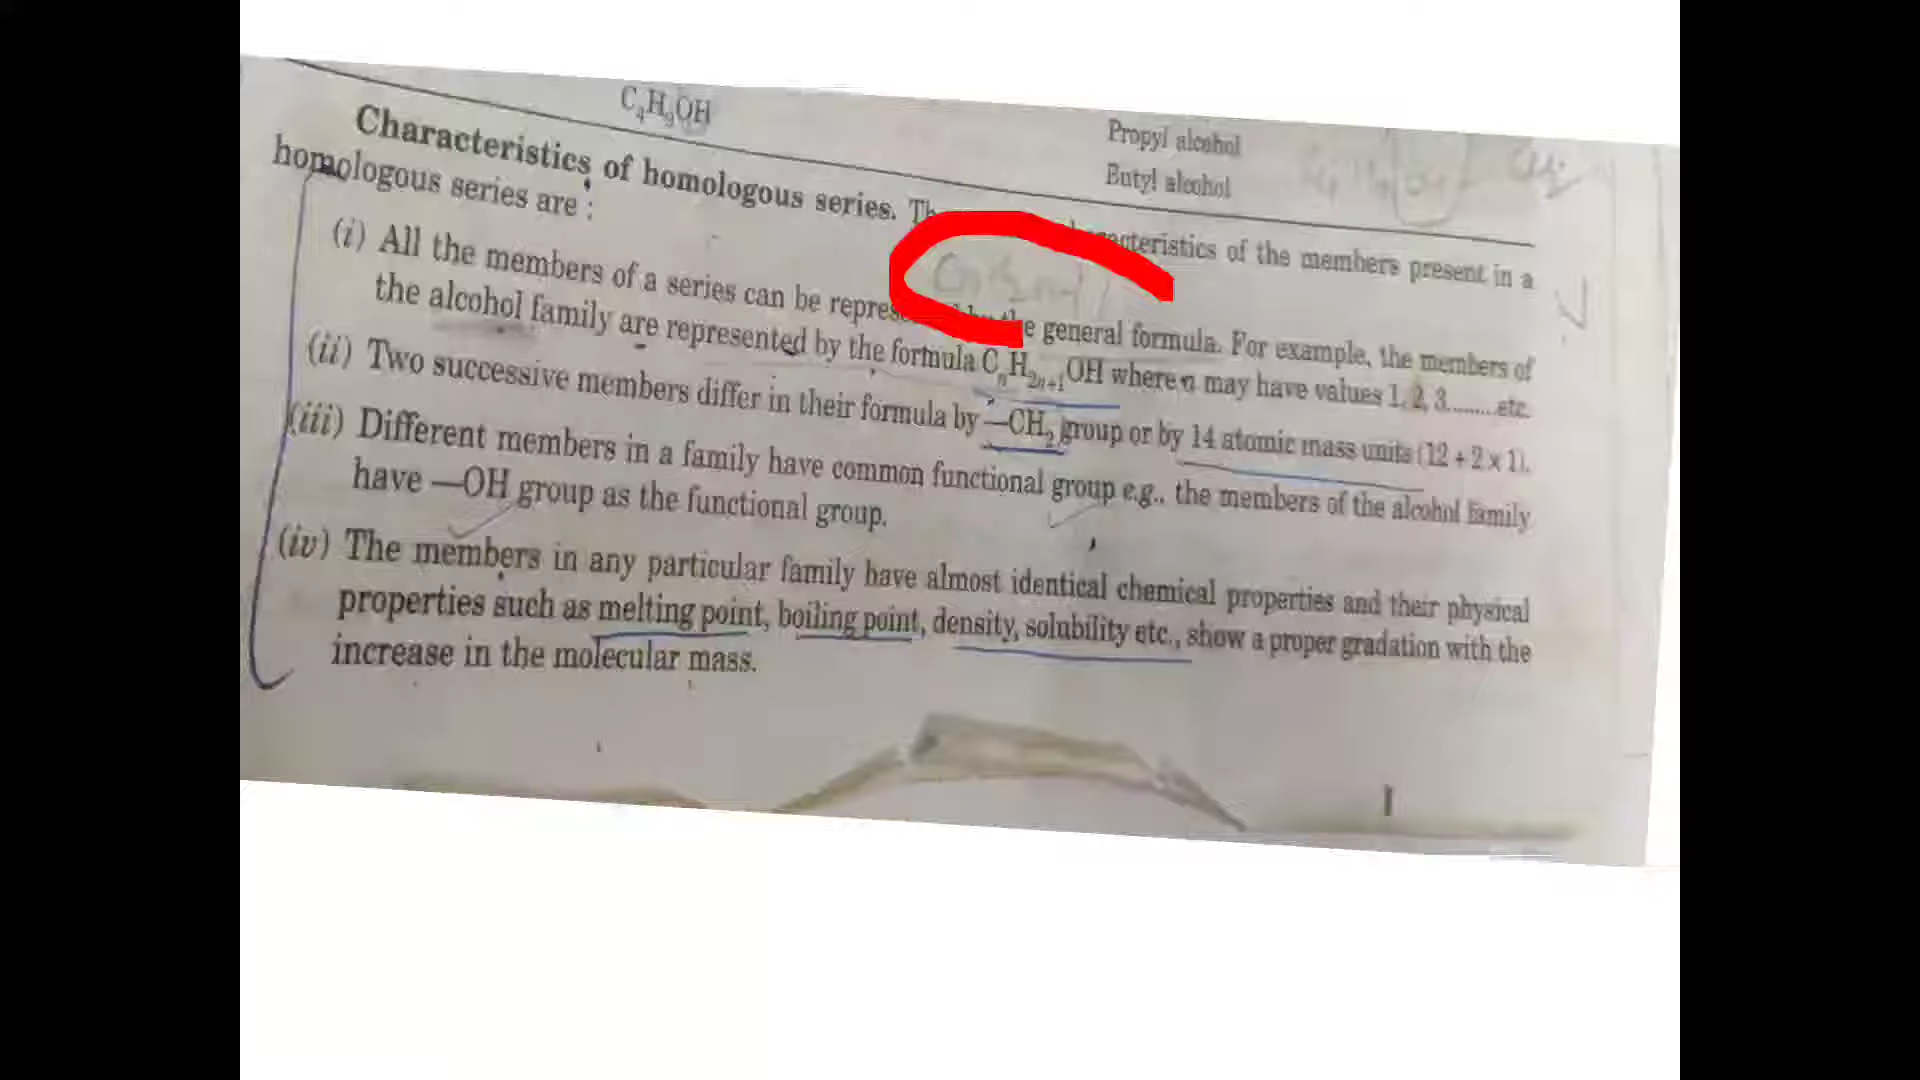 C₄H₉OH
Propyl alcohol
Butyl alcohol
Characteristics of homologous series. characteristics of the members present in a
homologous series are :
(i) All the members of a series can be by the general formula. For example, the members of
the alcohol family are represented by the formula CₙH₂ₙ₊₁OH where n may have values 1, 2, 3........etc.
(ii) Two successive members differ in their formula by —CH₂ group or by 14 atomic mass units (12 + 2 x 1).
(iii) Different members in a family have common functional group e.g., the members of the alcohol family
have —OH group as the functional group.
(iv) The members in any particular family have almost identical chemical properties and their physical
properties such as melting point, boiling point, density, solubility etc., show a proper gradation with the
increase in the molecular mass.